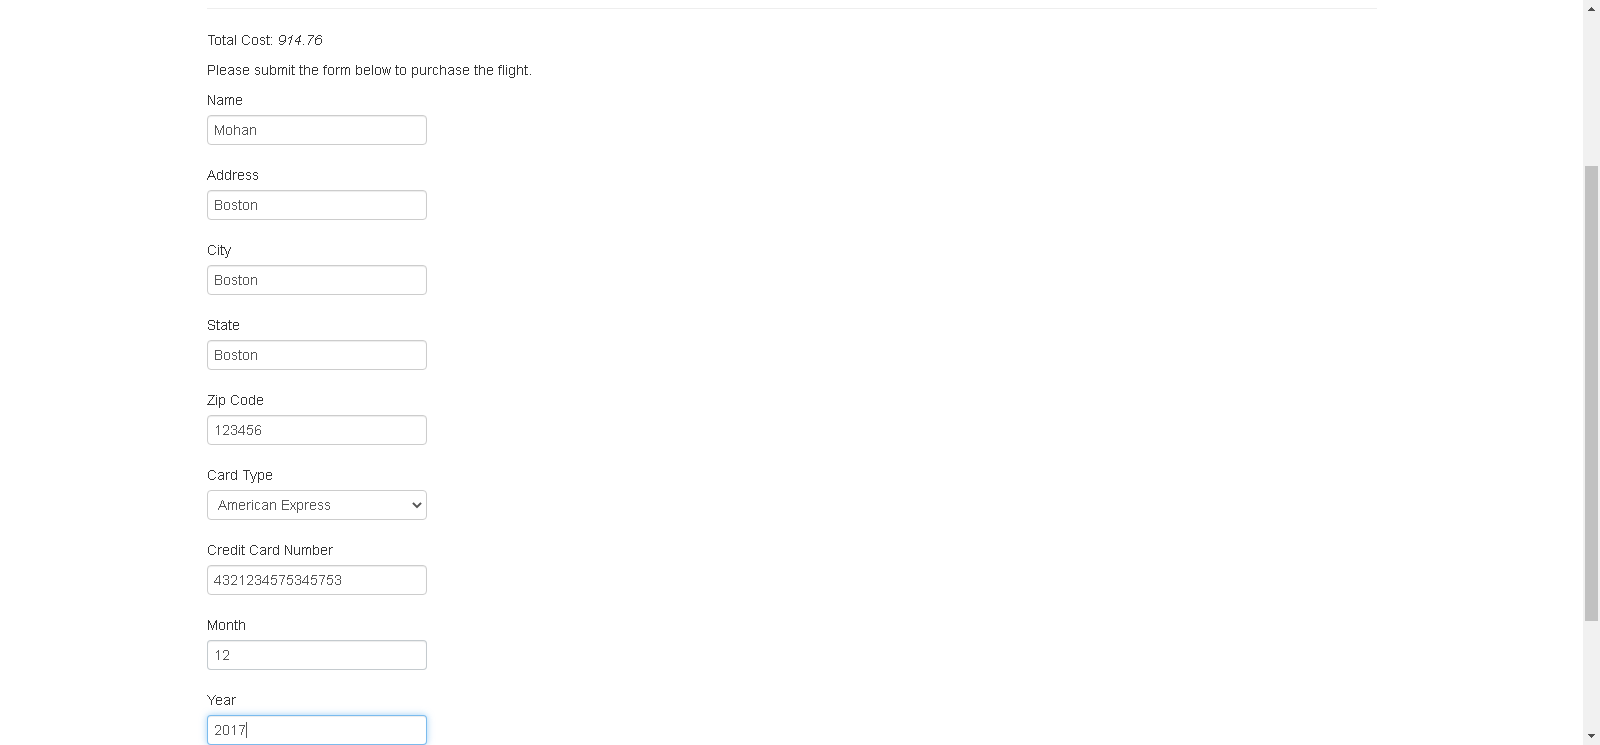 Total Cost: 914.76
Please submit the form below to purchase the flight.
Name
Mohan
Address
Boston
City
Boston
State
Boston
Zip Code
123456
Card Type
American Express
Credit Card Number
4321234575345753
Month
12
Year
2017